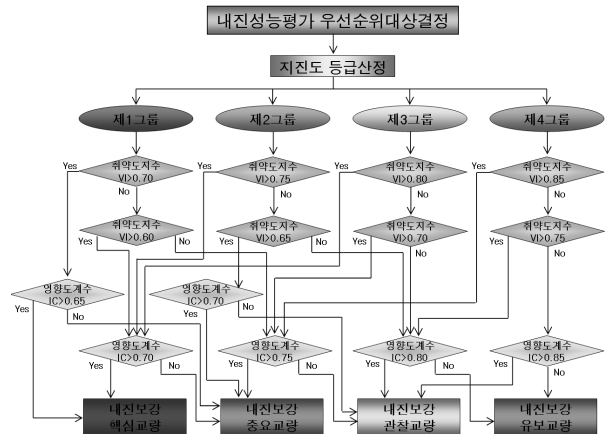 내진성능평가 우선순위대상결정
지진도 등급산정
제1그룹
제2그룹
제3그룹
제4그룹
Yes
취약도지수
VI>0.70
No
Yes
취약도지수
VI>0.75
No
Yes
취약도지수
VI>0.80
No
Yes
취약도지수
VI>0.85
No
취약도지수
VI>0.60
Yes
No
취약도지수
VI>0.65
Yes
No
취약도지수
VI>0.70
Yes
No
취약도지수
VI>0.75
Yes
No
영향도계수
IC>0.65
Yes
No
영향도계수
IC>0.70
Yes
No
영향도계수
IC>0.70
Yes
No
영향도계수
IC>0.75
Yes
No
영향도계수
IC>0.80
Yes
No
영향도계수
IC>0.85
Yes
No
내진보강
핵심교량
내진보강
중요교량
내진보강
관찰교량
내진보강
유보교량